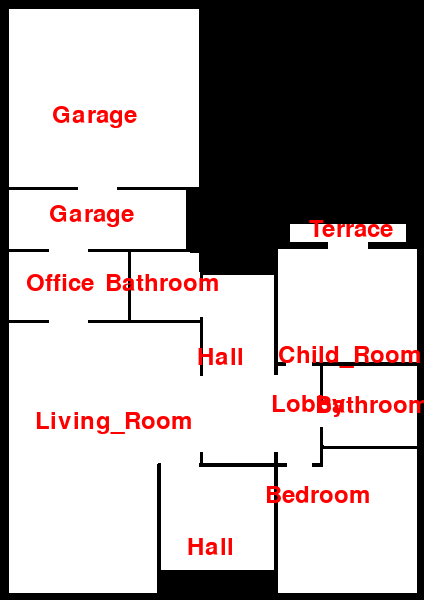 Garage
Garage
Terrace
Office
Bathroom
Hall
Child_Room
Living_Room
Lobby
Bathroom
Bedroom
Hall